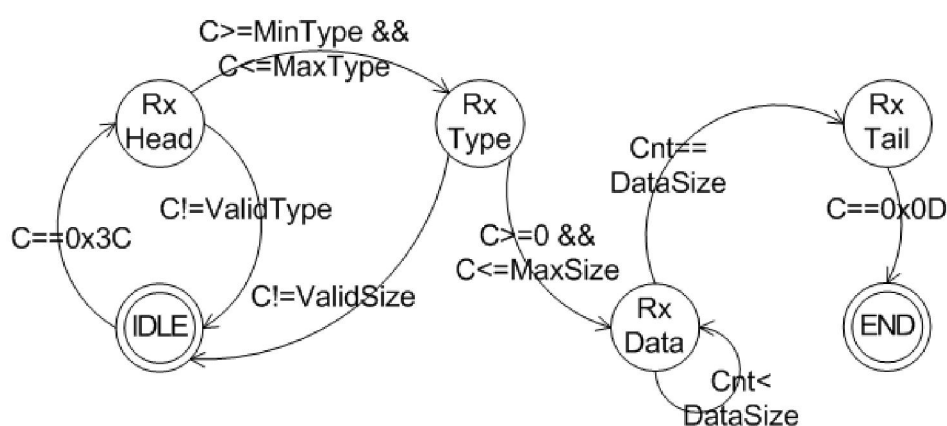 C>=MinType &&
C<=MaxType
Rx
Head
Rx
Type
Rx
Tail
Cnt==
DataSize
C!=ValidType
C==0x3C
C>=0 &&
C<=MaxSize
C==0x0D
C!=ValidSize
IDLE
Rx
Data
END
Cnt<
DataSize